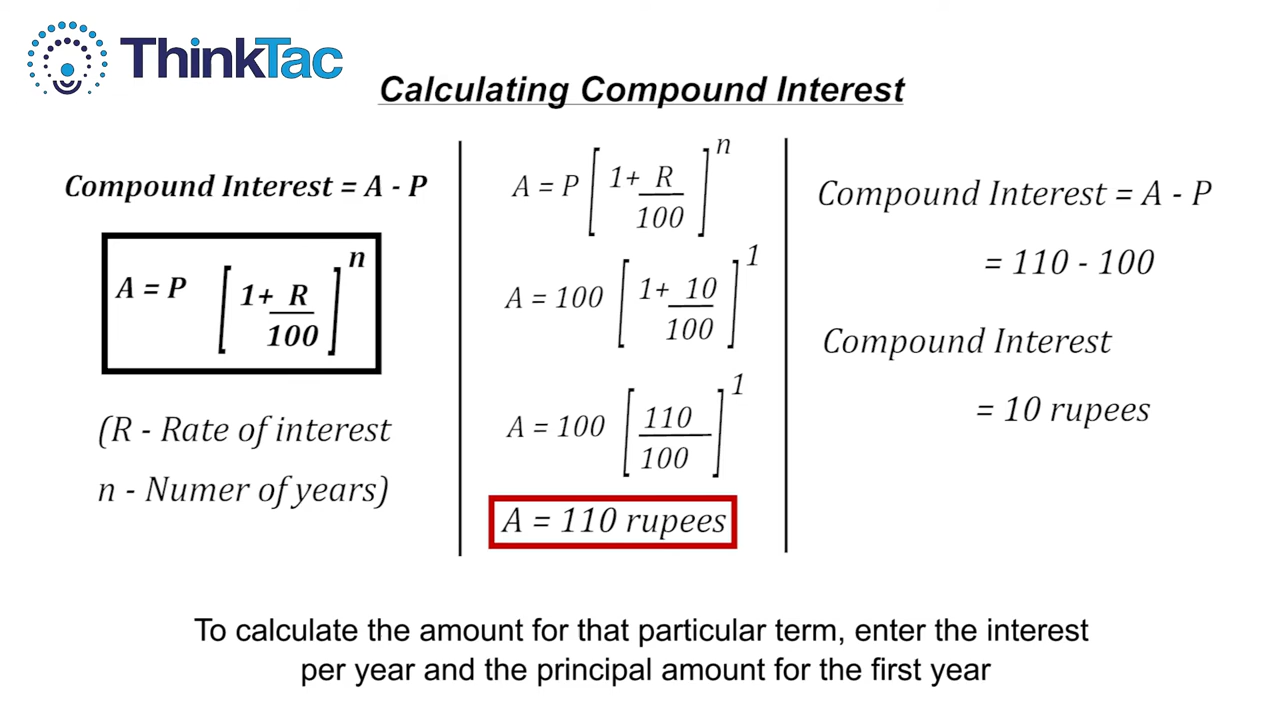 ThinkTac
Calculating Compound Interest
Compound Interest = A - P
A = P [ 1+ R/100 ]^n
(R - Rate of interest
n - Numer of years)
A = P [ 1+ R/100 ]^n
A = 100 [ 1+ 10/100 ]^1
A = 100 [ 110/100 ]^1
A = 110 rupees
Compound Interest = A - P
= 110 - 100
Compound Interest
= 10 rupees
To calculate the amount for that particular term, enter the interest
per year and the principal amount for the first year